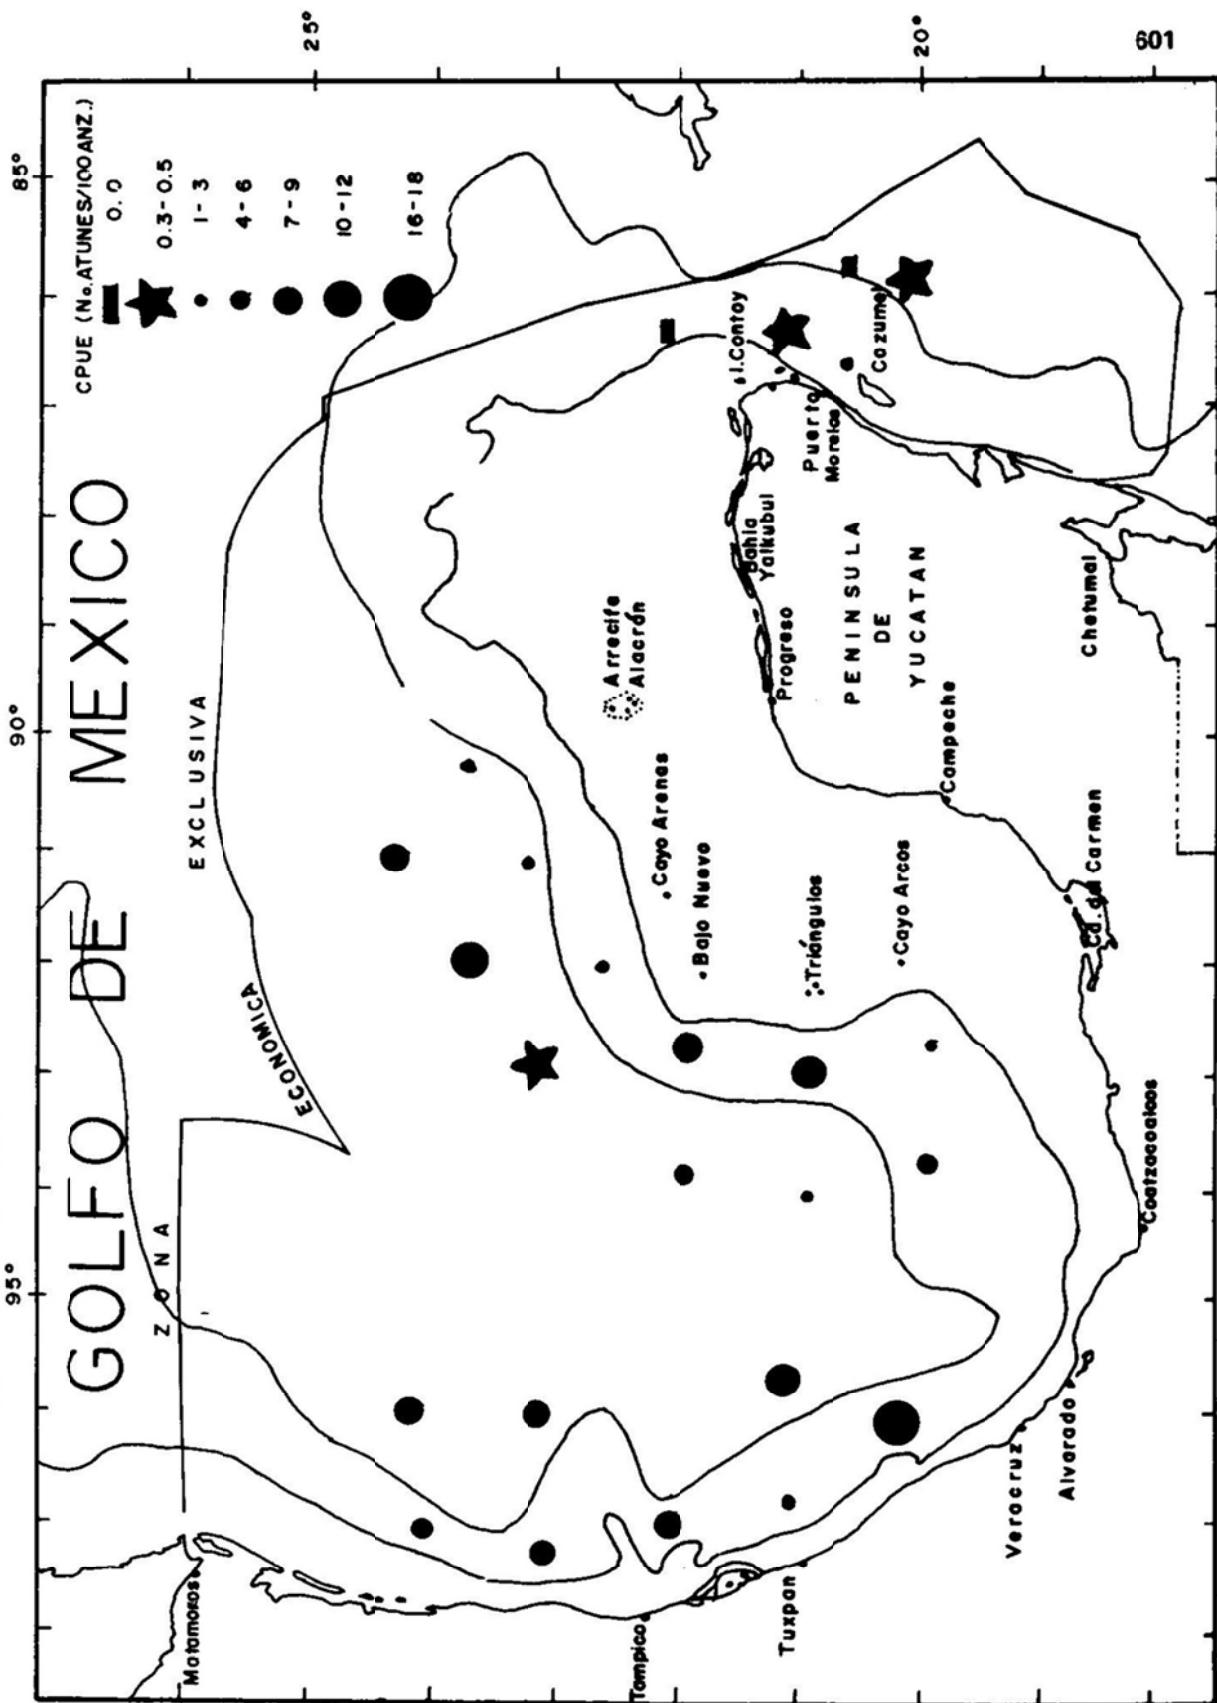 GOLFO DE MEXICO
CPUE (No.ATUNES/100ANZ.)
0.0
0.3-0.5
1-3
4-6
7-9
10-12
16-18
95°
90°
85°
25°
20°
601
ZONA
ECONOMICA
EXCLUSIVA
Matamoros
Tampico
Tuxpan
Veracruz
Alvarado
Coatzacoalcos
Cd. del Carmen
Campeche
Chetumal
Cayo Arcos
Triángulos
Bajo Nuevo
Cayo Arenas
Arrecife
Alacrán
Progreso
Bahia
Yalkubul
PENINSULA
DE
YUCATAN
Puerto
Morelos
I.Contoy
Cozumel